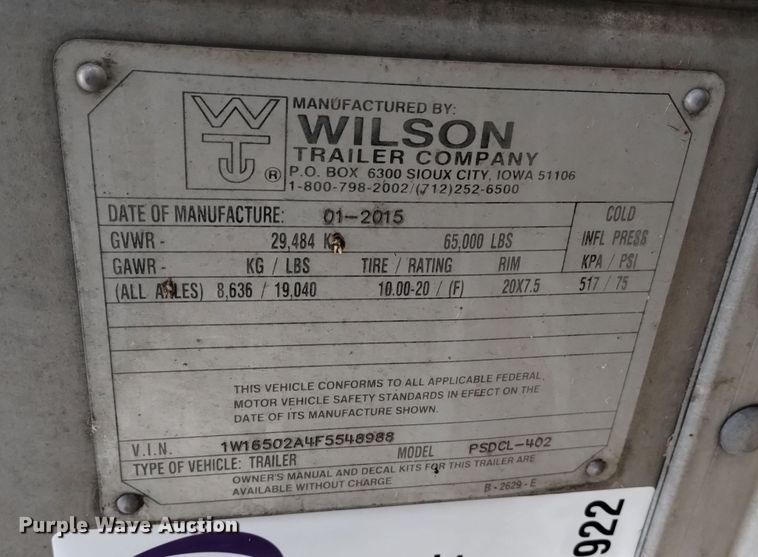 WT
®
MANUFACTURED BY:
WILSON
TRAILER COMPANY
P.O. BOX 6300 SIOUX CITY, IOWA 51106
1-800-798-2002/(712)252-6500
DATE OF MANUFACTURE: 01-2015 COLD
GVWR - 29,484 KG 65,000 LBS INFL PRESS
GAWR - KG / LBS TIRE / RATING RIM KPA / PSI
(ALL AXLES) 8,636 / 19,040 10.00-20 / (F) 20X7.5 517 / 75
THIS VEHICLE CONFORMS TO ALL APPLICABLE FEDERAL
MOTOR VEHICLE SAFETY STANDARDS IN EFFECT ON THE
DATE OF ITS MANUFACTURE SHOWN.
V.I.N. 1W16502A4F5548988 MODEL PSDCL-402
TYPE OF VEHICLE: TRAILER
OWNER'S MANUAL AND DECAL KITS FOR THIS TRAILER ARE
AVAILABLE WITHOUT CHARGE B-2629-E
922
Purple Wave Auction